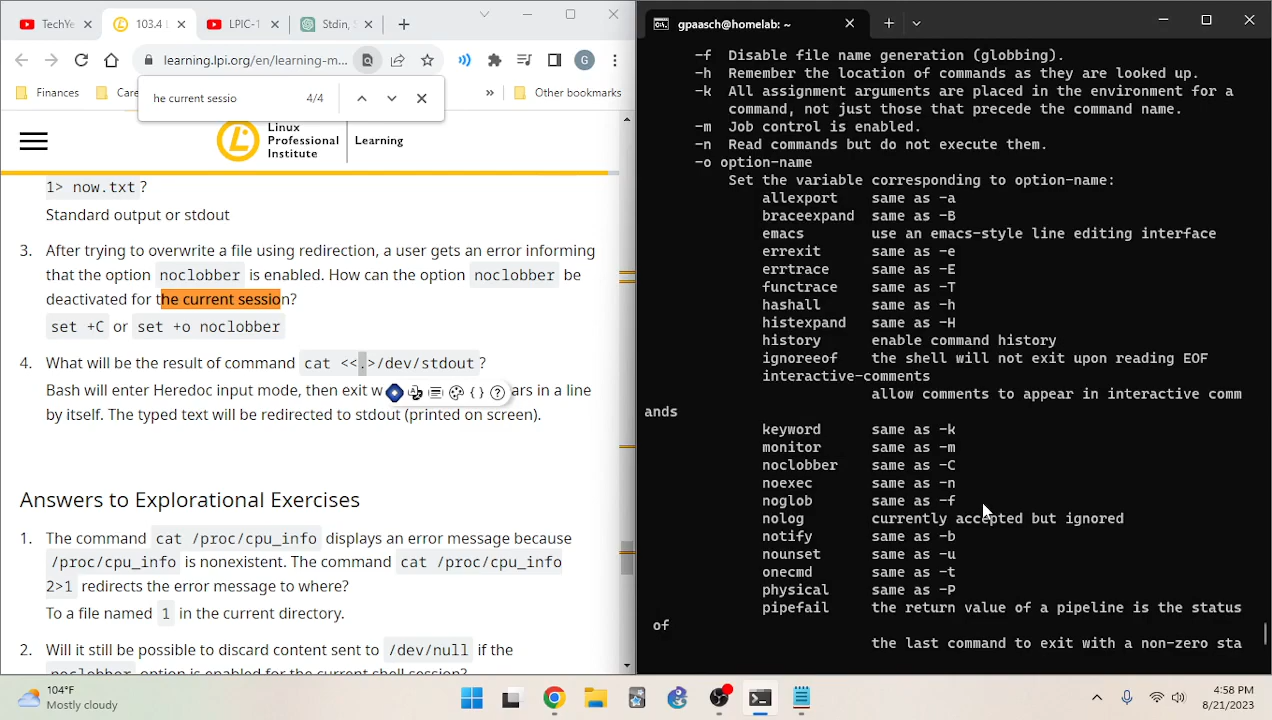 TechYe
103.4 L
LPIC-1
Stdin,
learning.lpi.org/en/learning-m...
G
Finances
Care
»
Other bookmarks
he current sessio
4/4
Linux
Professional
Institute
Learning
1> now.txt ?
Standard output or stdout
3. After trying to overwrite a file using redirection, a user gets an error informing
that the option noclobber is enabled. How can the option noclobber be
deactivated for the current session?
set +C or set +o noclobber
4. What will be the result of command cat <<.>/dev/stdout ?
Bash will enter Heredoc input mode, then exit w ars in a line
by itself. The typed text will be redirected to stdout (printed on screen).
Answers to Explorational Exercises
1. The command cat /proc/cpu_info displays an error message because
/proc/cpu_info is nonexistent. The command cat /proc/cpu_info
2>1 redirects the error message to where?
To a file named 1 in the current directory.
2. Will it still be possible to discard content sent to /dev/null if the
noclobber option is enabled for the current shell session?
gpaasch@homelab: ~
-f Disable file name generation (globbing).
-h Remember the location of commands as they are looked up.
-k All assignment arguments are placed in the environment for a
command, not just those that precede the command name.
-m Job control is enabled.
-n Read commands but do not execute them.
-o option-name
Set the variable corresponding to option-name:
allexport same as -a
braceexpand same as -B
emacs use an emacs-style line editing interface
errexit same as -e
errtrace same as -E
functrace same as -T
hashall same as -h
histexpand same as -H
history enable command history
ignoreeof the shell will not exit upon reading EOF
interactive-comments
allow comments to appear in interactive comm
ands
keyword same as -k
monitor same as -m
noclobber same as -C
noexec same as -n
noglob same as -f
nolog currently accepted but ignored
notify same as -b
nounset same as -u
onecmd same as -t
physical same as -P
pipefail the return value of a pipeline is the status
of
the last command to exit with a non-zero sta
104°F
Mostly cloudy
4:58 PM
8/21/2023